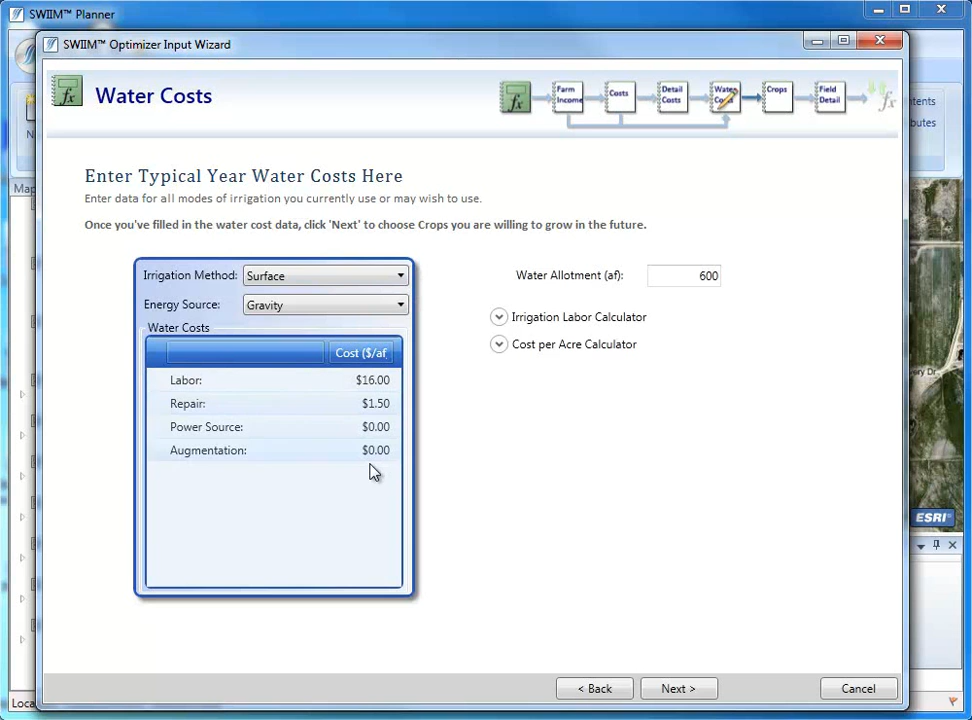 SWIIM™ Planner
SWIIM™ Optimizer Input Wizard
Water Costs
Farm Income
Costs
Detail Costs
Water
Crops
Field Detail
Enter Typical Year Water Costs Here
Enter data for all modes of irrigation you currently use or may wish to use.
Once you've filled in the water cost data, click 'Next' to choose Crops you are willing to grow in the future.
Irrigation Method: Surface
Energy Source: Gravity
Water Costs
Cost ($/af
Labor: $16.00
Repair: $1.50
Power Source: $0.00
Augmentation: $0.00
Water Allotment (af): 600
Irrigation Labor Calculator
Cost per Acre Calculator
< Back
Next >
Cancel
ESRI